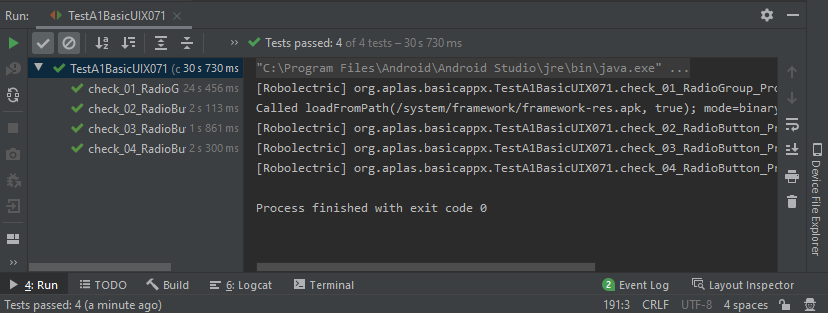 Run: TestA1BasicUIX071
Tests passed: 4 of 4 tests – 30 s 730 ms
TestA1BasicUIX071 (c 30 s 730 ms
check_01_RadioG 24 s 456 ms
check_02_RadioBu 2 s 113 ms
check_03_RadioBu 1 s 861 ms
check_04_RadioBu 2 s 300 ms
"C:\Program Files\Android\Android Studio\jre\bin\java.exe" ...
[Robolectric] org.aplas.basicappx.TestA1BasicUIX071.check_01_RadioGroup_Pro
Called loadFromPath(/system/framework/framework-res.apk, true); mode=binary
[Robolectric] org.aplas.basicappx.TestA1BasicUIX071.check_02_RadioButton_Pr
[Robolectric] org.aplas.basicappx.TestA1BasicUIX071.check_03_RadioButton_Pr
[Robolectric] org.aplas.basicappx.TestA1BasicUIX071.check_04_RadioButton_Pr
Process finished with exit code 0
Device File Explorer
4: Run TODO Build 6: Logcat Terminal 2 Event Log Layout Inspector
Tests passed: 4 (a minute ago) 191:3 CRLF UTF-8 4 spaces